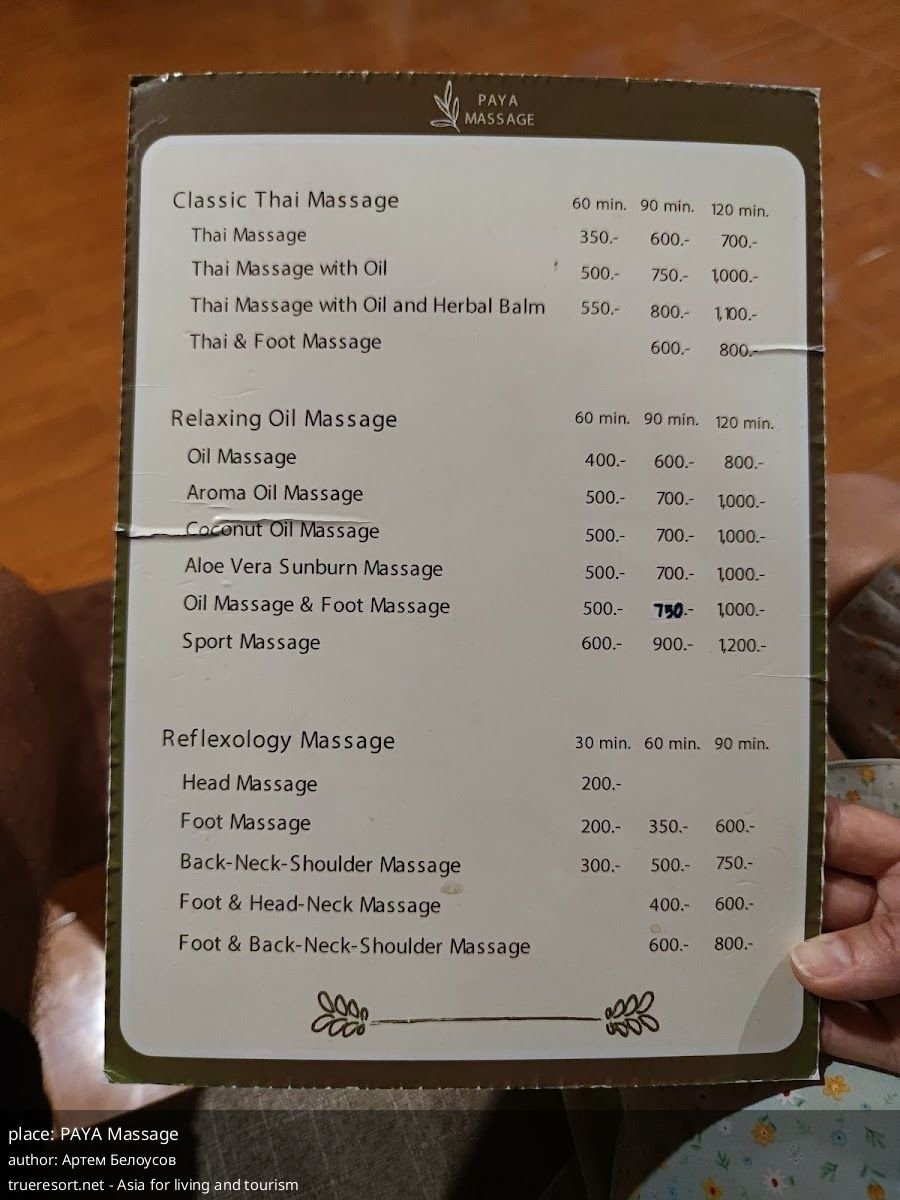 PAYA
MASSAGE
Classic Thai Massage 60 min. 90 min. 120 min.
Thai Massage 350.- 600.- 700.-
Thai Massage with Oil 500.- 750.- 1,000.-
Thai Massage with Oil and Herbal Balm 550.- 800.- 1,100.-
Thai & Foot Massage 600.- 800.-
Relaxing Oil Massage 60 min. 90 min. 120 min.
Oil Massage 400.- 600.- 800.-
Aroma Oil Massage 500.- 700.- 1,000.-
Coconut Oil Massage 500.- 700.- 1,000.-
Aloe Vera Sunburn Massage 500.- 700.- 1,000.-
Oil Massage & Foot Massage 500.- 750.- 1,000.-
Sport Massage 600.- 900.- 1,200.-
Reflexology Massage 30 min. 60 min. 90 min.
Head Massage 200.-
Foot Massage 200.- 350.- 600.-
Back-Neck-Shoulder Massage 300.- 500.- 750.-
Foot & Head-Neck Massage 400.- 600.-
Foot & Back-Neck-Shoulder Massage 600.- 800.-
place: PAYA Massage
author: Артем Белоусов
trueresort.net - Asia for living and tourism